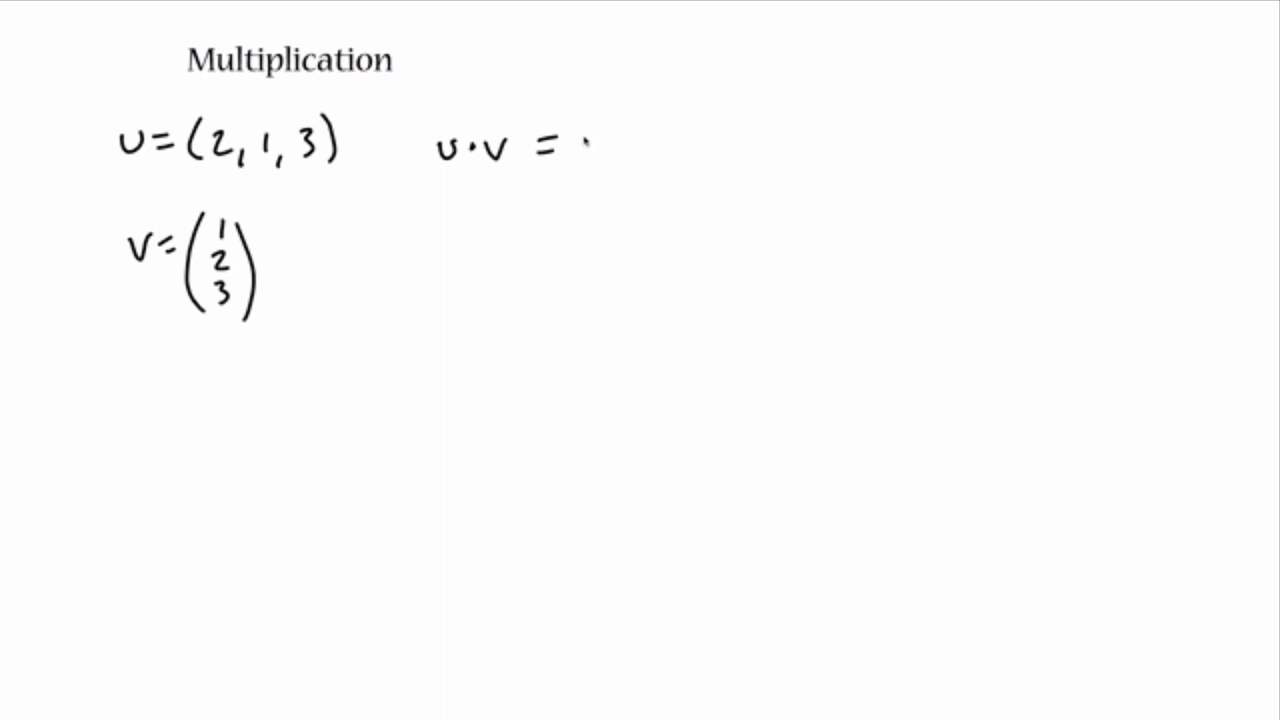 Multiplication
u = (2, 1, 3)
u · v =
v = (1
2
3)